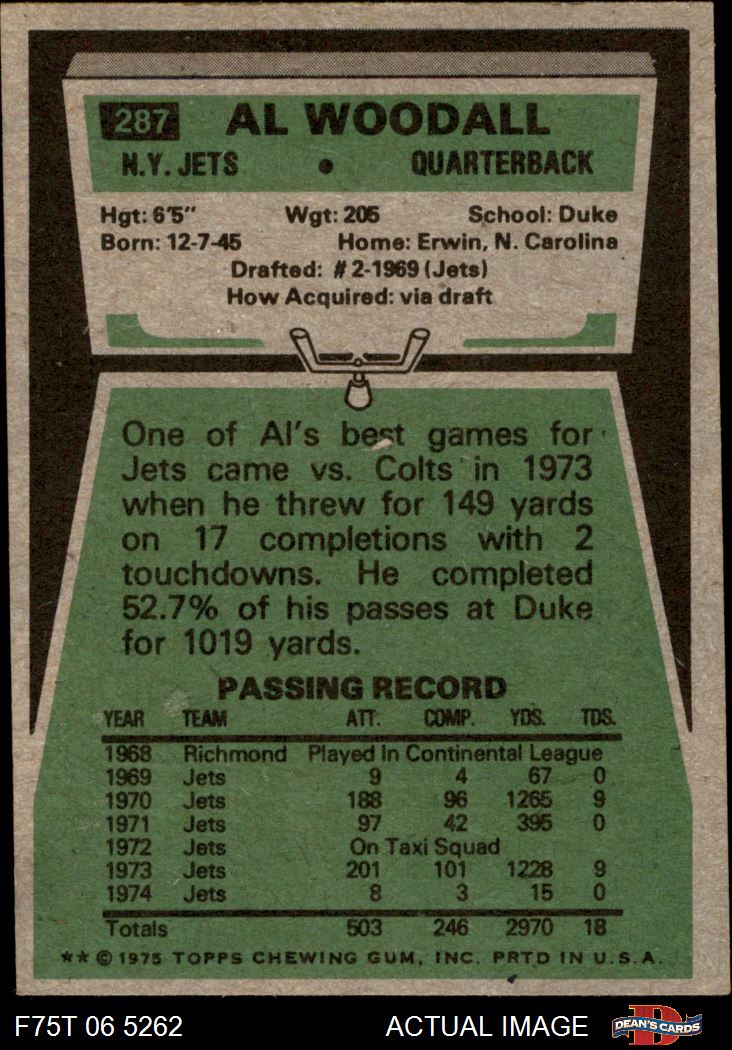 287 AL WOODALL
N.Y. JETS • QUARTERBACK
Hgt: 6'5" Wgt: 205 School: Duke
Born: 12-7-45 Home: Erwin, N. Carolina
Drafted: #2-1969 (Jets)
How Acquired: via draft
One of Al's best games for
Jets came vs. Colts in 1973
when he threw for 149 yards
on 17 completions with 2
touchdowns. He completed
52.7% of his passes at Duke
for 1019 yards.
PASSING RECORD
YEAR TEAM ATT. COMP. YDS. TDS.
1968 Richmond Played In Continental League
1969 Jets 9 4 67 0
1970 Jets 188 96 1265 9
1971 Jets 97 42 395 0
1972 Jets On Taxi Squad
1973 Jets 201 101 1228 9
1974 Jets 8 3 15 0
Totals 503 246 2970 18
** © 1975 TOPPS CHEWING GUM, INC. PRTD IN U.S.A.
F75T 06 5262 ACTUAL IMAGE DEAN'S CARDS